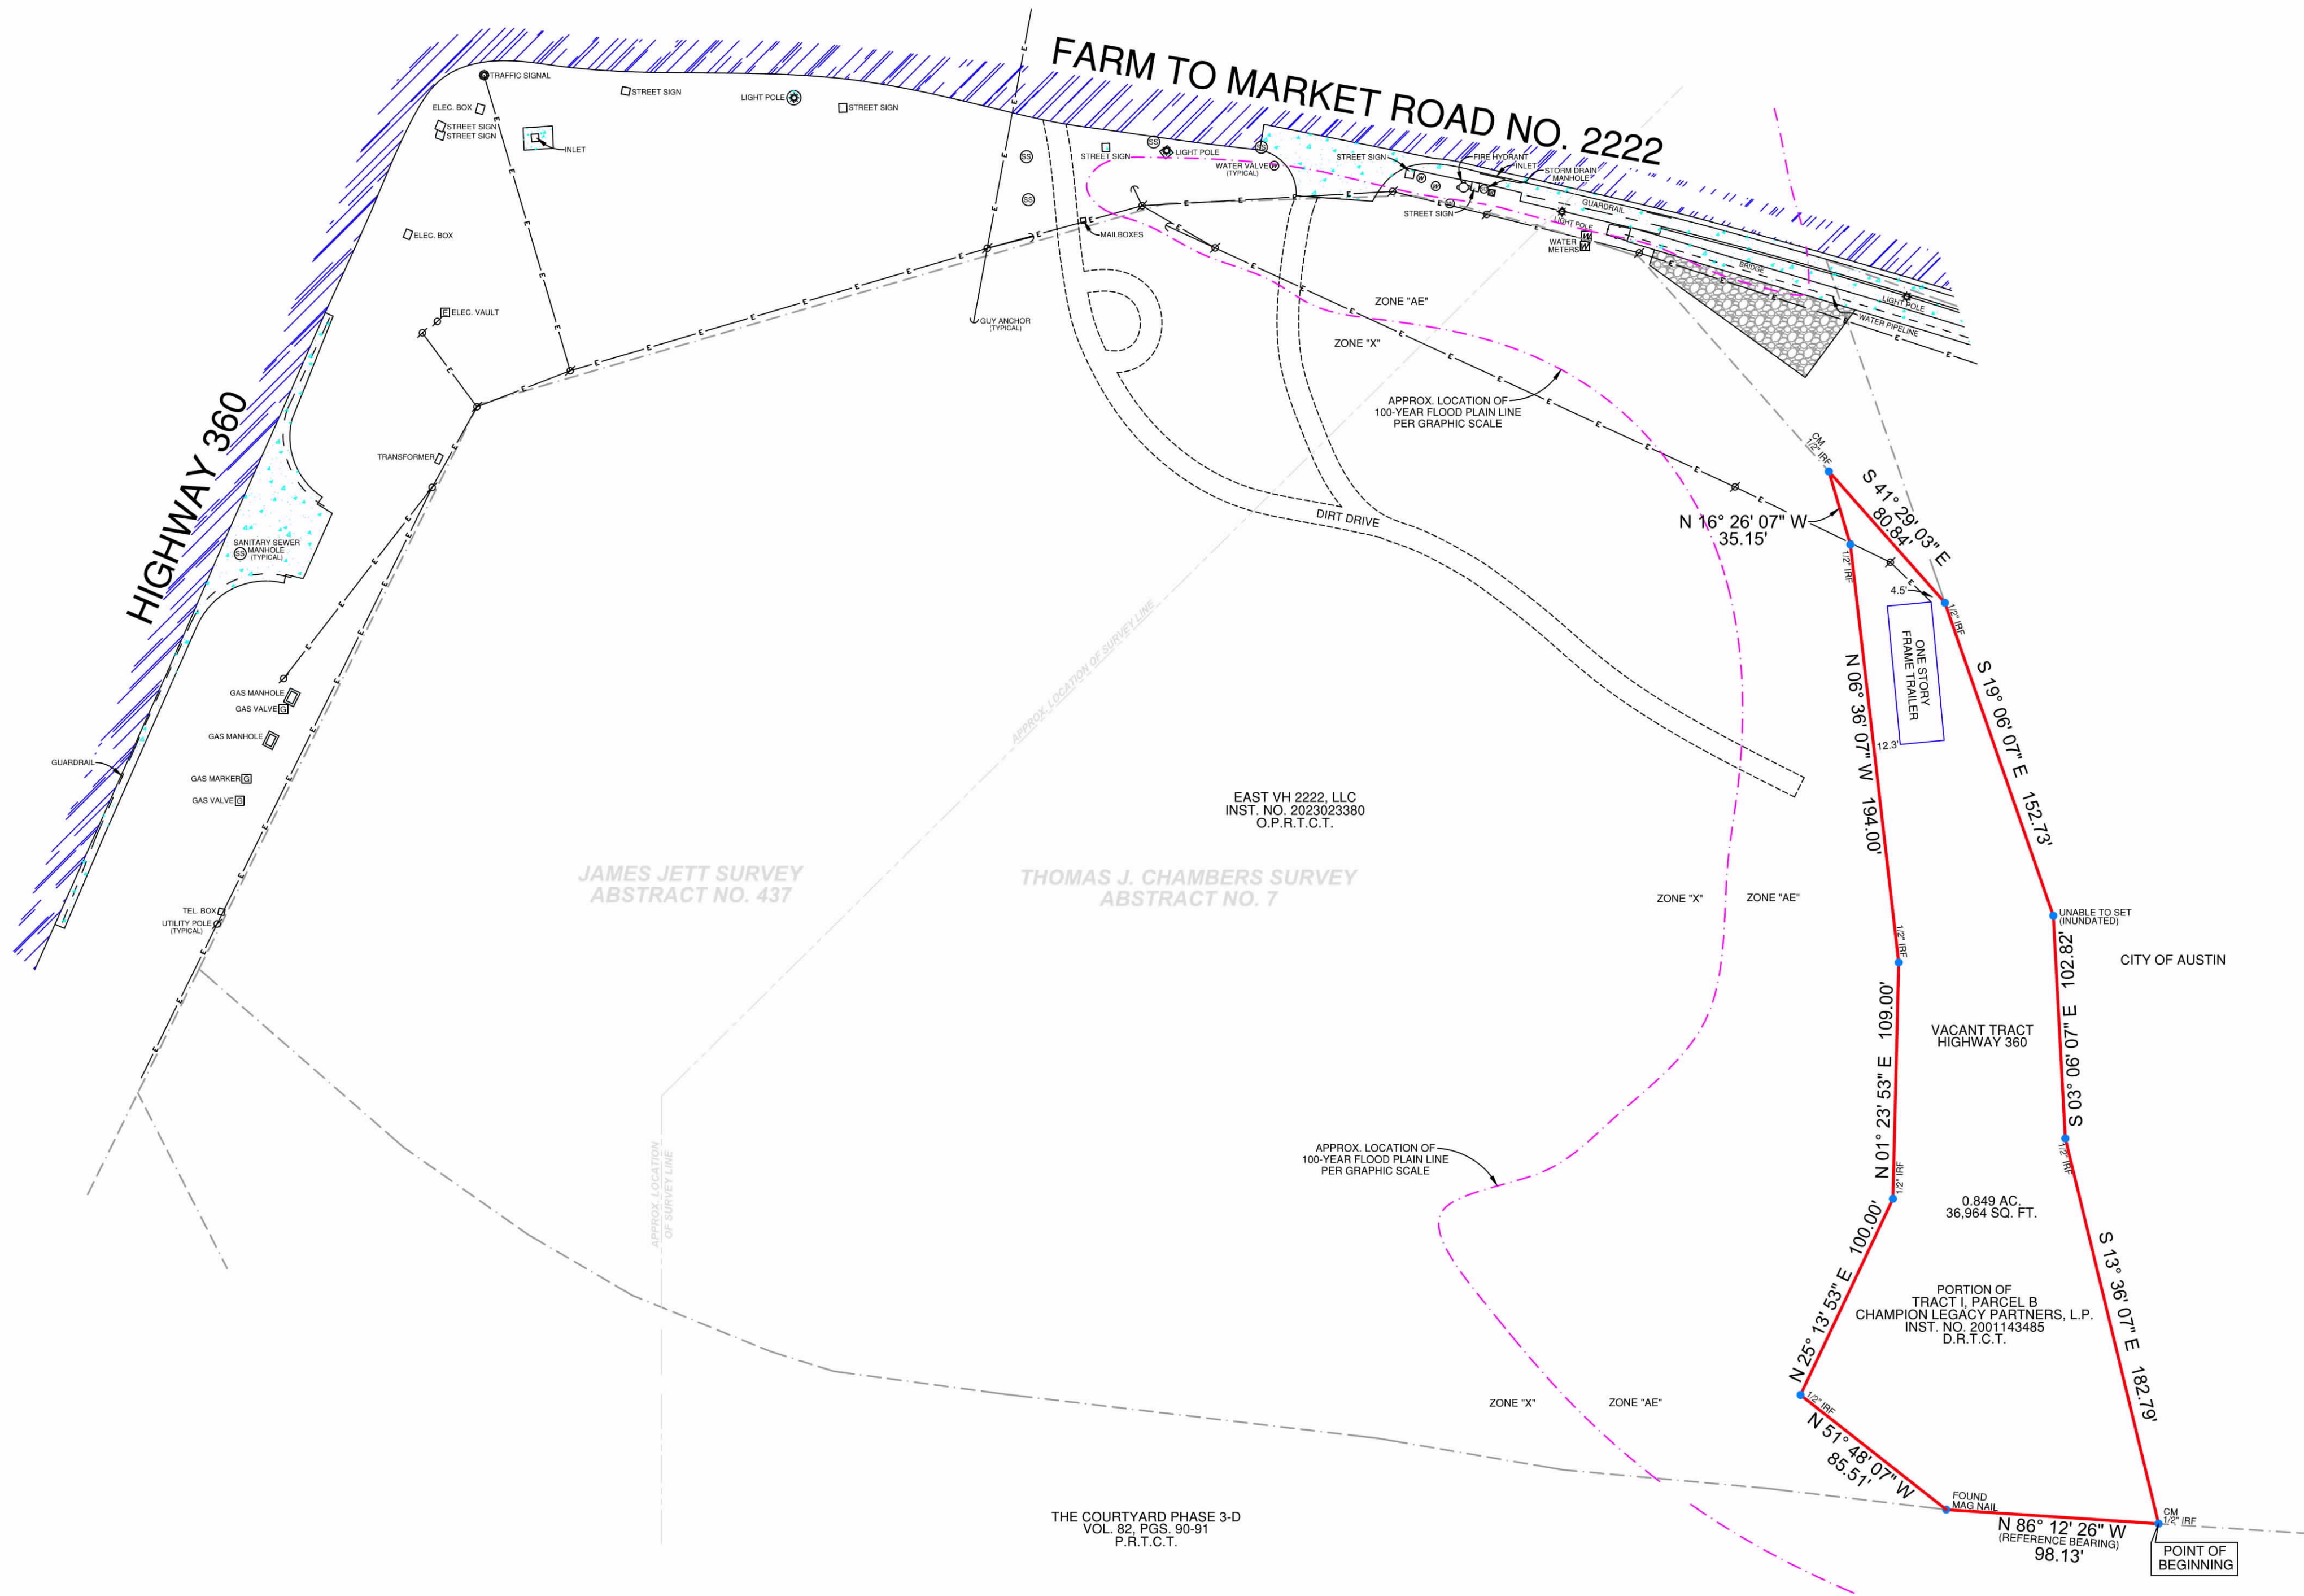 FARM TO MARKET ROAD NO. 2222
TRAFFIC SIGNAL
STREET SIGN
LIGHT POLE
STREET SIGN
ELEC. BOX
STREET SIGN
STREET SIGN
INLET
E
SS
SS
SS
SS
STREET SIGN
LIGHT POLE
WATER VALVE
(TYPICAL)
W
STREET SIGN
W
W
FIRE HYDRANT
INLET
STORM DRAIN
MANHOLE
STREET SIGN
GUARDRAIL
LIGHT POLE
WATER
METERS
W
W
BRIDGE
LIGHT POLE
WATER PIPELINE
ELEC. BOX
MAILBOXES
E
ELEC. VAULT
GUY ANCHOR
(TYPICAL)
ZONE "AE"
ZONE "X"
APPROX. LOCATION OF
100-YEAR FLOOD PLAIN LINE
PER GRAPHIC SCALE
HIGHWAY 360
TRANSFORMER
SANITARY SEWER
MANHOLE
(TYPICAL)
SS
DIRT DRIVE
CM
1/2" IRF
S 41° 29' 03" E
80.84'
N 16° 26' 07" W
35.15'
1/2" IRF
4.5'
1/2" IRF
ONE STORY
FRAME TRAILER
12.3'
N 06° 36' 07" W 194.00'
S 19° 06' 07" E 152.73'
APPROX. LOCATION OF SURVEY LINE
GAS MANHOLE
GAS VALVE
G
GAS MANHOLE
GUARDRAIL
GAS MARKER
G
GAS VALVE
G
EAST VH 2222, LLC
INST. NO. 2023023380
O.P.R.T.C.T.
JAMES JETT SURVEY
ABSTRACT NO. 437
THOMAS J. CHAMBERS SURVEY
ABSTRACT NO. 7
ZONE "X"
ZONE "AE"
TEL. BOX
UTILITY POLE
(TYPICAL)
UNABLE TO SET
(INUNDATED)
1/2" IRF
S 03° 06' 07" E 102.82'
CITY OF AUSTIN
N 01° 23' 53" E 109.00'
VACANT TRACT
HIGHWAY 360
1/2" IRF
1/2" IRF
APPROX. LOCATION
OF SURVEY LINE
APPROX. LOCATION OF
100-YEAR FLOOD PLAIN LINE
PER GRAPHIC SCALE
0.849 AC.
36,964 SQ. FT.
N 25° 13' 53" E 100.00'
S 13° 36' 07" E 182.79'
PORTION OF
TRACT I, PARCEL B
CHAMPION LEGACY PARTNERS, L.P.
INST. NO. 2001143485
D.R.T.C.T.
1/2" IRF
ZONE "X"
ZONE "AE"
N 51° 48' 07" W
85.51'
FOUND
MAG NAIL
CM
1/2" IRF
THE COURTYARD PHASE 3-D
VOL. 82, PGS. 90-91
P.R.T.C.T.
N 86° 12' 26" W
(REFERENCE BEARING)
98.13'
POINT OF
BEGINNING